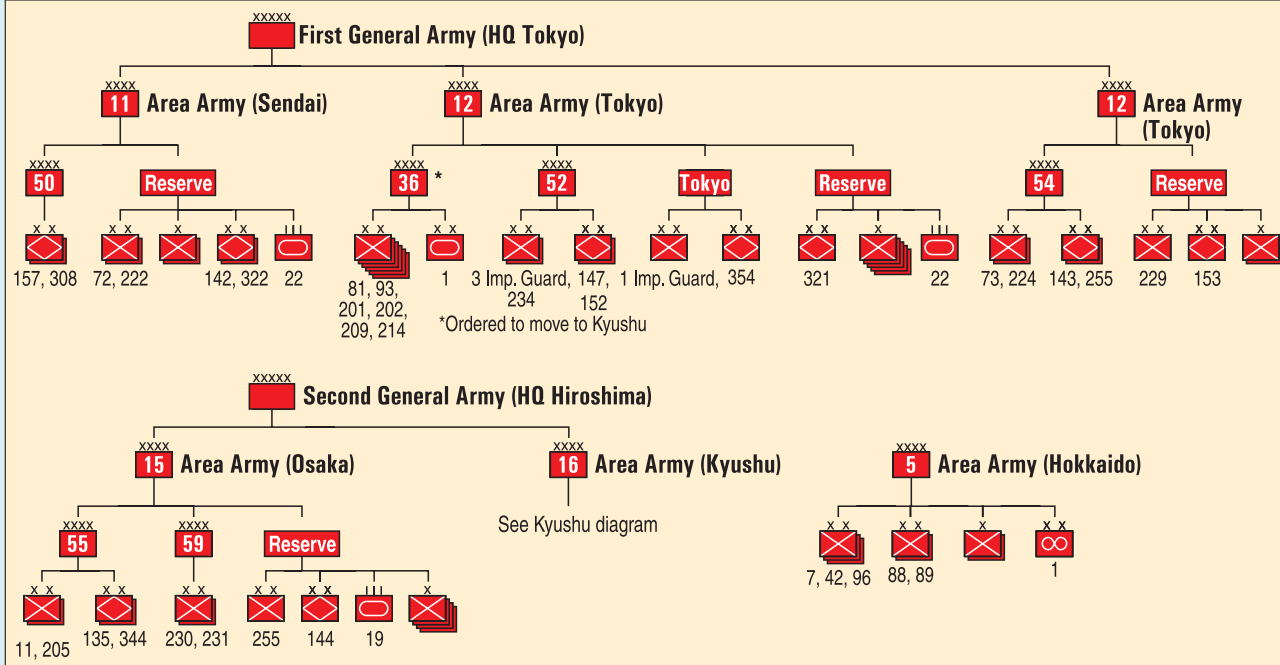 XXXXX
First General Army (HQ Tokyo)
XXXX XXXX XXXX
11 Area Army (Sendai) 12 Area Army (Tokyo) 12 Area Army
(Tokyo)
XXXX XXXX XXXX XXXX
50 Reserve 36 * 52 Tokyo Reserve 54 Reserve
X X X X X X X III X X X X X X X X X X X X X X X III X X X X X X X X X
157, 308 72, 222 142, 322 22 1 3 Imp. Guard, 147, 1 Imp. Guard, 354 321 22 73, 224 143, 255 229 153
81, 93, 234 152
201, 202, *Ordered to move to Kyushu
209, 214
XXXXX
Second General Army (HQ Hiroshima)
XXXX XXXX XXXX
15 Area Army (Osaka) 16 Area Army (Kyushu) 5 Area Army (Hokkaido)
See Kyushu diagram
XXXX XXXX
55 59 Reserve
X X X X X X X
7, 42, 96 88, 89 1
X X X X X X X X X X III X
11, 205 135, 344 230, 231 255 144 19